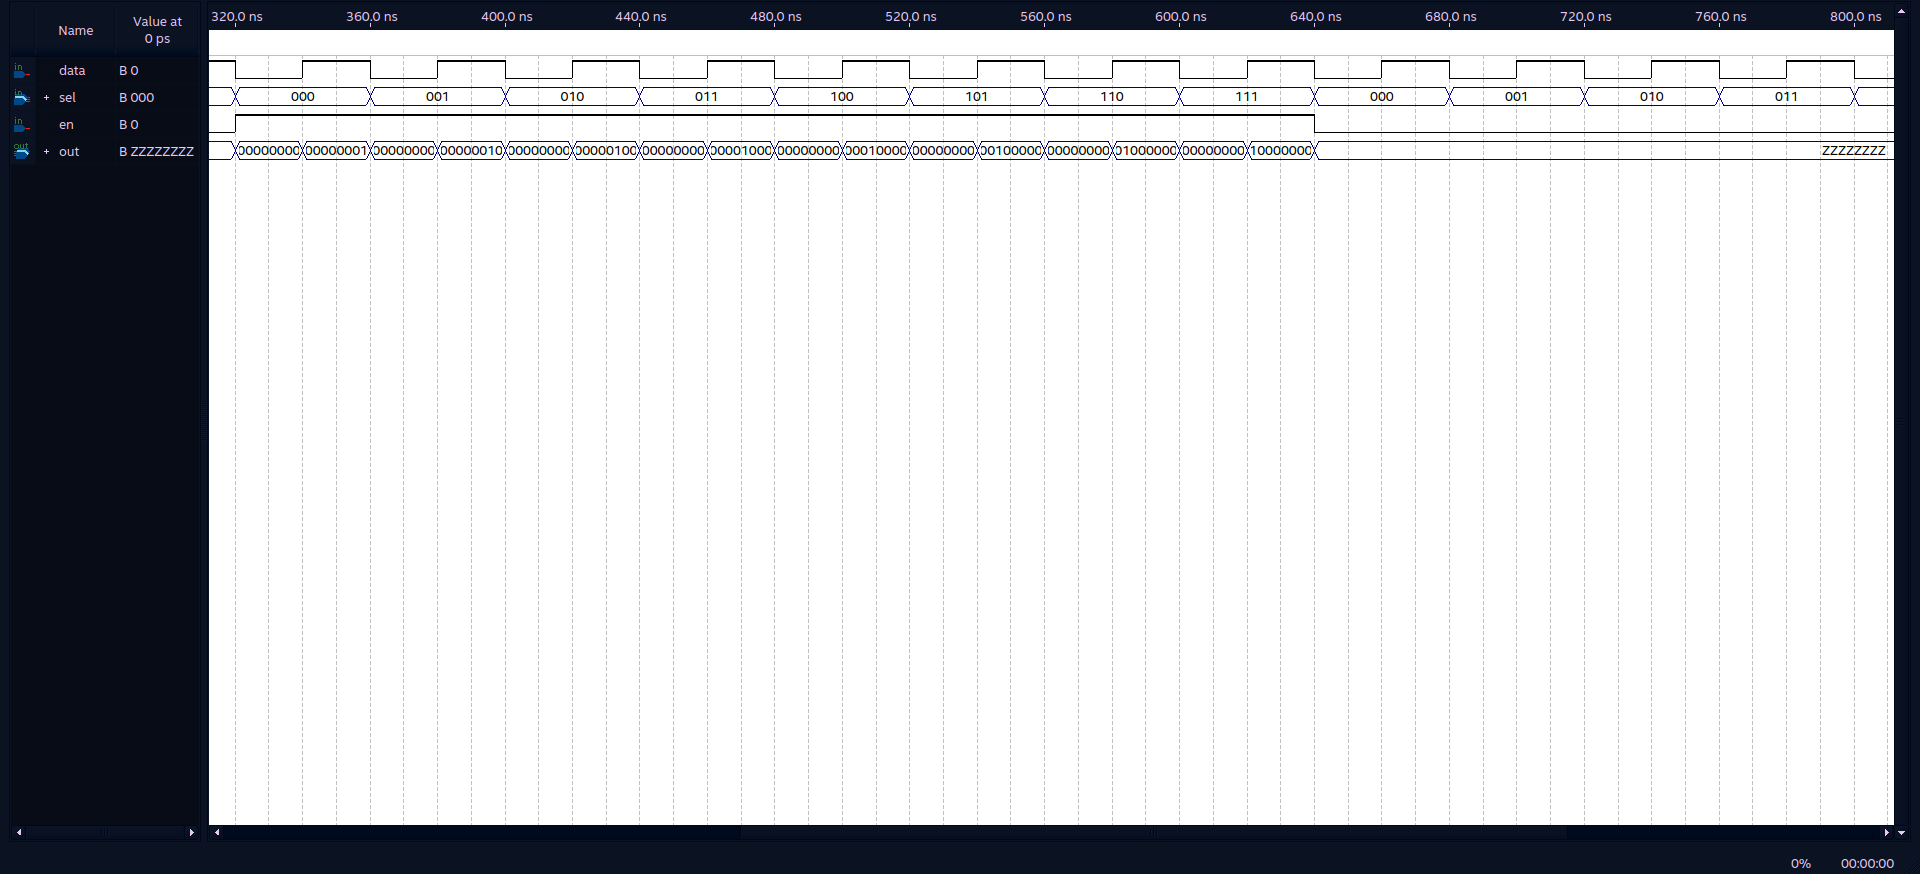 Name
Value at
0 ps
320.0 ns 360.0 ns 400.0 ns 440.0 ns 480.0 ns 520.0 ns 560.0 ns 600.0 ns 640.0 ns 680.0 ns 720.0 ns 760.0 ns 800.0 ns
in data B 0
in + sel B 000 000 001 010 011 100 101 110 111 000 001 010 011
in en B 0
out + out B ZZZZZZZZ 00000000 00000001 00000000 00000010 00000000 00000100 00000000 00001000 00000000 00010000 00000000 00100000 00000000 01000000 00000000 10000000 ZZZZZZZZ
0% 00:00:00